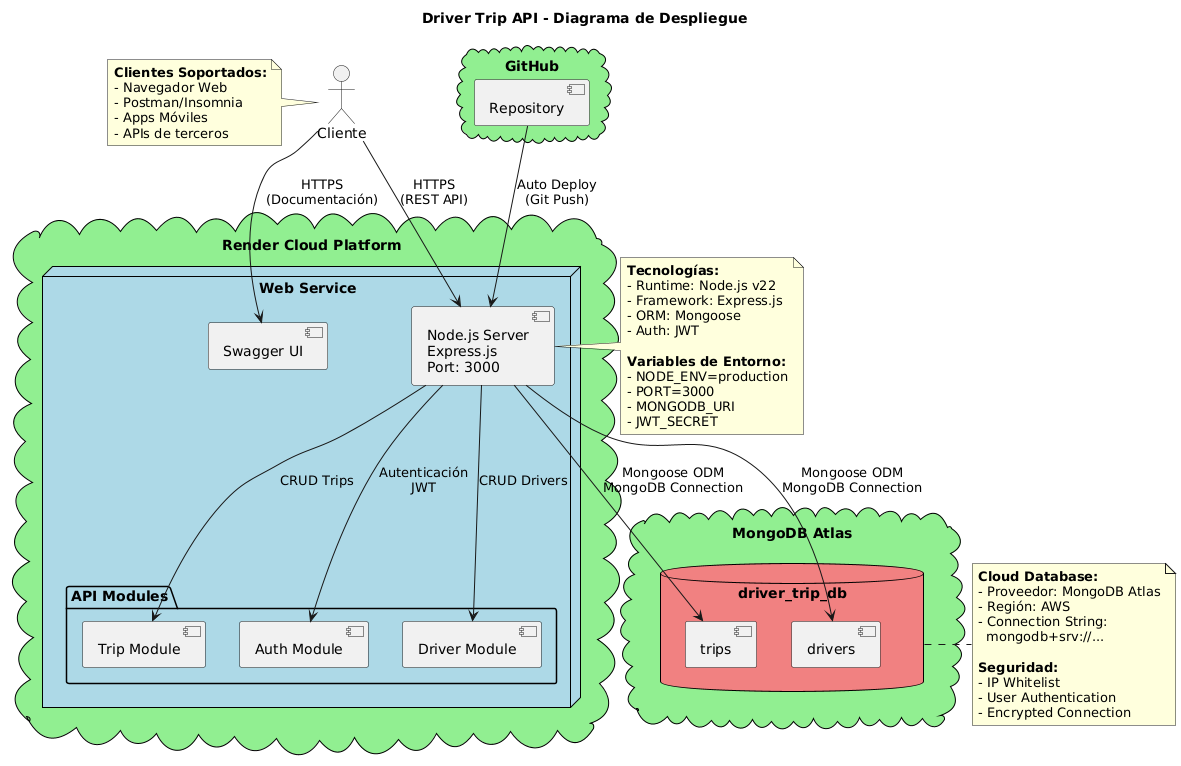 Driver Trip API - Diagrama de Despliegue
Clientes Soportados:
- Navegador Web
- Postman/Insomnia
- Apps Móviles
- APIs de terceros
Cliente
GitHub
Repository
HTTPS
(Documentación)
HTTPS
(REST API)
Auto Deploy
(Git Push)
Render Cloud Platform
Web Service
Swagger UI
Node.js Server
Express.js
Port: 3000
Tecnologías:
- Runtime: Node.js v22
- Framework: Express.js
- ORM: Mongoose
- Auth: JWT
Variables de Entorno:
- NODE_ENV=production
- PORT=3000
- MONGODB_URI
- JWT_SECRET
CRUD Trips
Autenticación
JWT
CRUD Drivers
Mongoose ODM
MongoDB Connection
Mongoose ODM
MongoDB Connection
API Modules
Trip Module
Auth Module
Driver Module
MongoDB Atlas
driver_trip_db
trips
drivers
Cloud Database:
- Proveedor: MongoDB Atlas
- Región: AWS
- Connection String:
mongodb+srv://...
Seguridad:
- IP Whitelist
- User Authentication
- Encrypted Connection